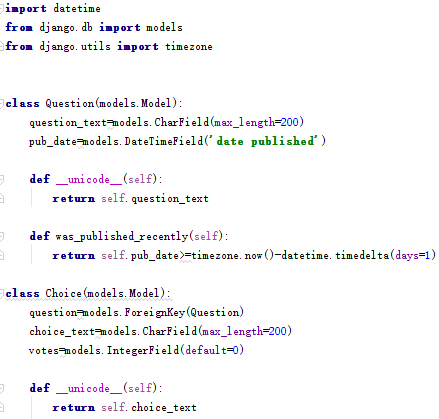 import datetime
from django.db import models
from django.utils import timezone
class Question(models.Model):
question_text=models.CharField(max_length=200)
pub_date=models.DateTimeField('date published')
def __unicode__(self):
return self.question_text
def was_published_recently(self):
return self.pub_date>=timezone.now()-datetime.timedelta(days=1)
class Choice(models.Model):
question=models.ForeignKey(Question)
choice_text=models.CharField(max_length=200)
votes=models.IntegerField(default=0)
def __unicode__(self):
return self.choice_text